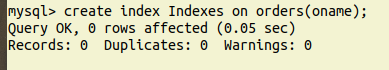 mysql> create index Indexes on orders(oname);
Query OK, 0 rows affected (0.05 sec)
Records: 0  Duplicates: 0  Warnings: 0